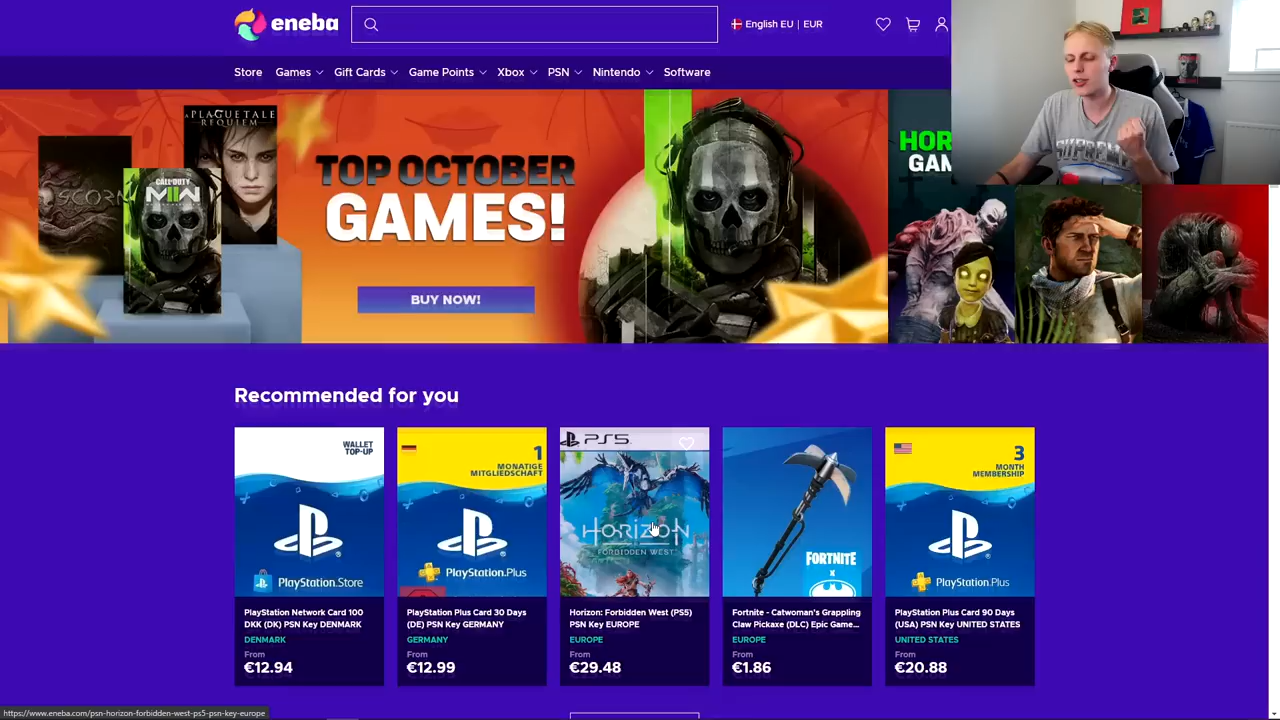 eneba
English EU | EUR
Store
Games
Gift Cards
Game Points
Xbox
PSN
Nintendo
Software
SCORN
CALL OF DUTY
MWII
A PLAGUE TALE
REQUIEM
TOP OCTOBER
GAMES!
BUY NOW!
HOR
GAM
SUPREME
Recommended for you
WALLET
TOP-UP
PlayStation.Store
PlayStation Network Card 100
DKK (DK) PSN Key DENMARK
DENMARK
From
€12.94
1
MONATIGE
MITGLIEDSCHAFT
PlayStation.Plus
PlayStation Plus Card 30 Days
(DE) PSN Key GERMANY
GERMANY
From
€12.99
PS5
HORIZON
FORBIDDEN WEST
Horizon: Forbidden West (PS5)
PSN Key EUROPE
EUROPE
From
€29.48
FORTNITE
X
Fortnite - Catwoman's Grappling
Claw Pickaxe (DLC) Epic Game...
EUROPE
From
€1.86
3
MONTH
MEMBERSHIP
PlayStation.Plus
PlayStation Plus Card 90 Days
(USA) PSN Key UNITED STATES
UNITED STATES
From
€20.88
https://www.eneba.com/psn-horizon-forbidden-west-ps5-psn-key-europe